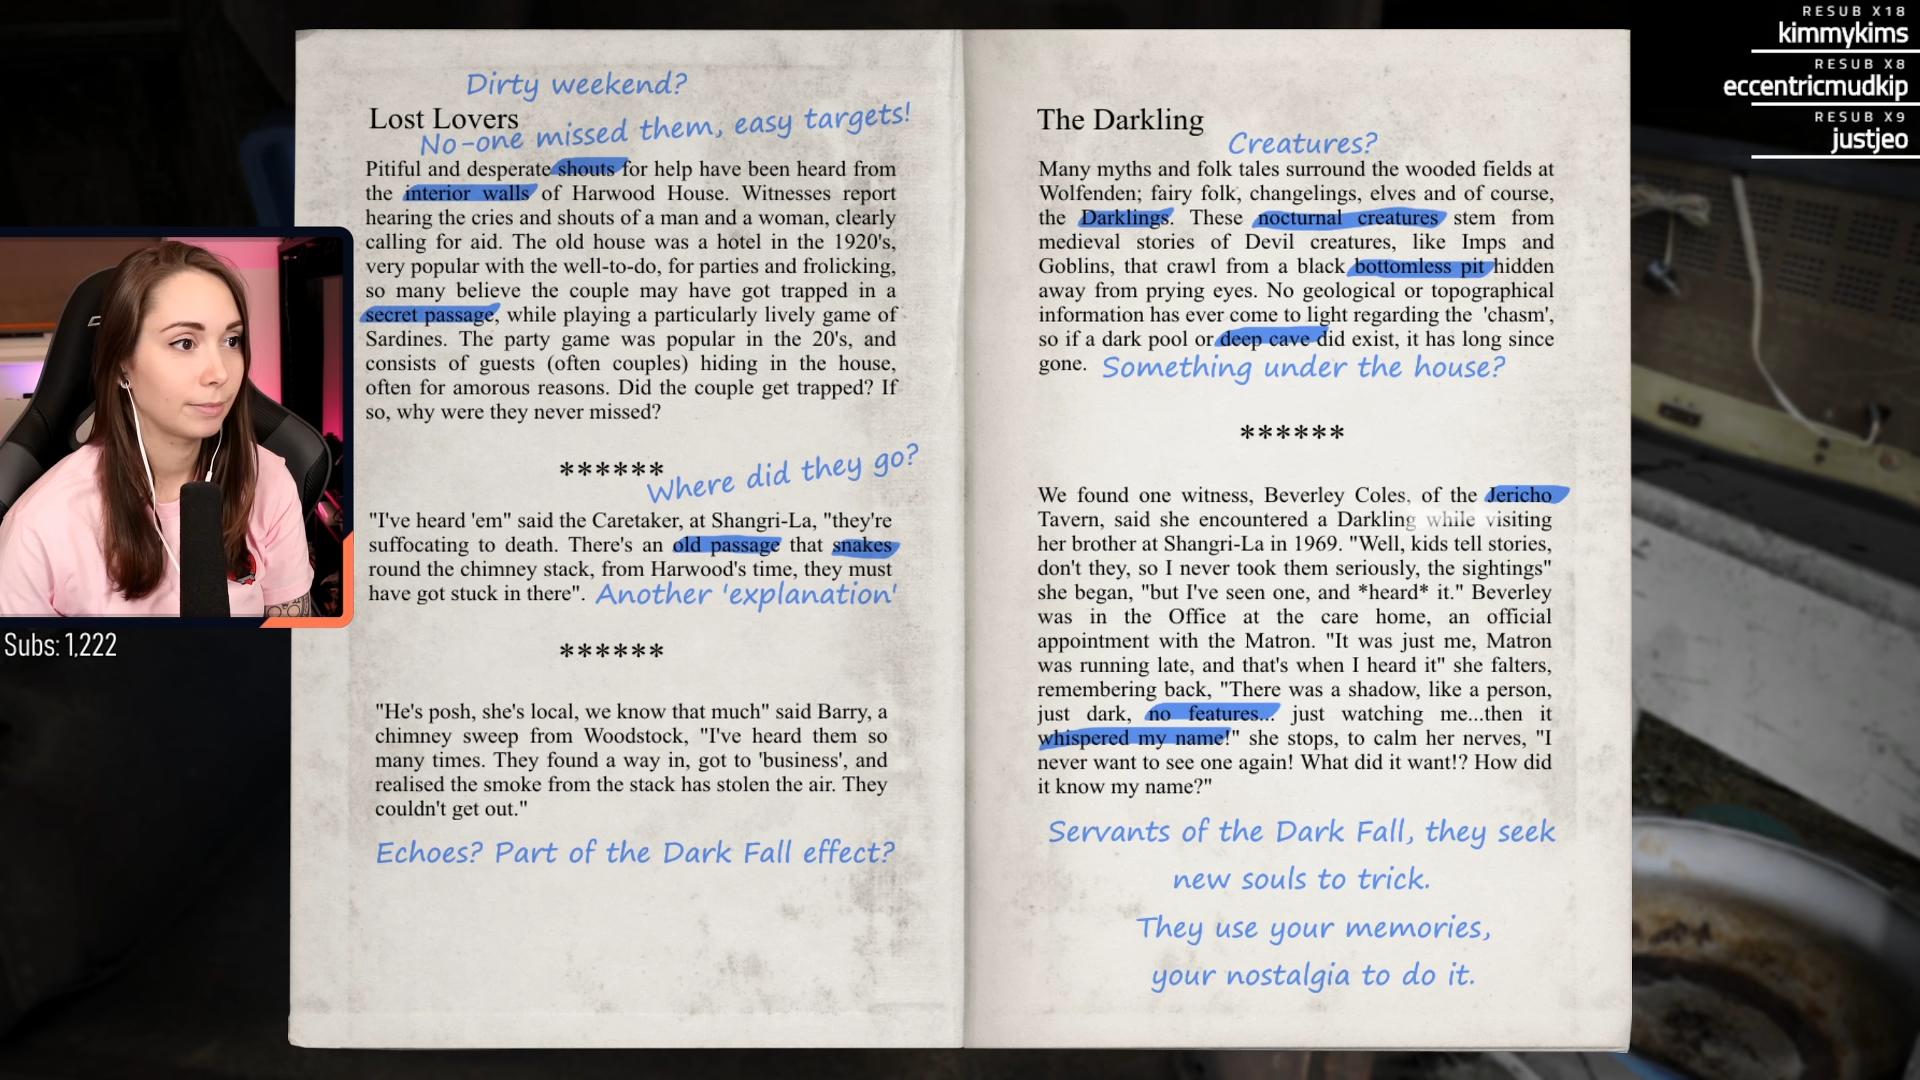 Dirty weekend?
Lost Lovers
No-one missed them, easy targets!
Pitiful and desperate shouts for help have been heard from
the interior walls of Harwood House. Witnesses report
hearing the cries and shouts of a man and a woman, clearly
calling for aid. The old house was a hotel in the 1920's,
very popular with the well-to-do, for parties and frolicking,
so many believe the couple may have got trapped in a
secret passage, while playing a particularly lively game of
Sardines. The party game was popular in the 20's, and
consists of guests (often couples) hiding in the house,
often for amorous reasons. Did the couple get trapped? If
so, why were they never missed?
******
Where did they go?
"I've heard 'em" said the Caretaker, at Shangri-La, "they're
suffocating to death. There's an old passage that snakes
round the chimney stack, from Harwood's time, they must
have got stuck in there". Another 'explanation'
******
"He's posh, she's local, we know that much" said Barry, a
chimney sweep from Woodstock, "I've heard them so
many times. They found a way in, got to 'business', and
realised the smoke from the stack has stolen the air. They
couldn't get out."
Echoes? Part of the Dark Fall effect?
The Darkling
Creatures?
Many myths and folk tales surround the wooded fields at
Wolfenden; fairy folk, changelings, elves and of course,
the Darklings. These nocturnal creatures stem from
medieval stories of Devil creatures, like Imps and
Goblins, that crawl from a black bottomless pit hidden
away from prying eyes. No geological or topographical
information has ever come to light regarding the 'chasm',
so if a dark pool or deep cave did exist, it has long since
gone. Something under the house?
******
We found one witness, Beverley Coles, of the Jericho
Tavern, said she encountered a Darkling while visiting
her brother at Shangri-La in 1969. "Well, kids tell stories,
don't they, so I never took them seriously, the sightings"
she began, "but I've seen one, and *heard* it." Beverley
was in the Office at the care home, an official
appointment with the Matron. "It was just me, Matron
was running late, and that's when I heard it" she falters,
remembering back, "There was a shadow, like a person,
just dark, no features... just watching me...then it
whispered my name!" she stops, to calm her nerves, "I
never want to see one again! What did it want!? How did
it know my name?"
Servants of the Dark Fall, they seek
new souls to trick.
They use your memories,
your nostalgia to do it.
RESUB X18
kimmykims
RESUB X8
eccentricmudkip
RESUB X9
justjeo
Subs: 1,222